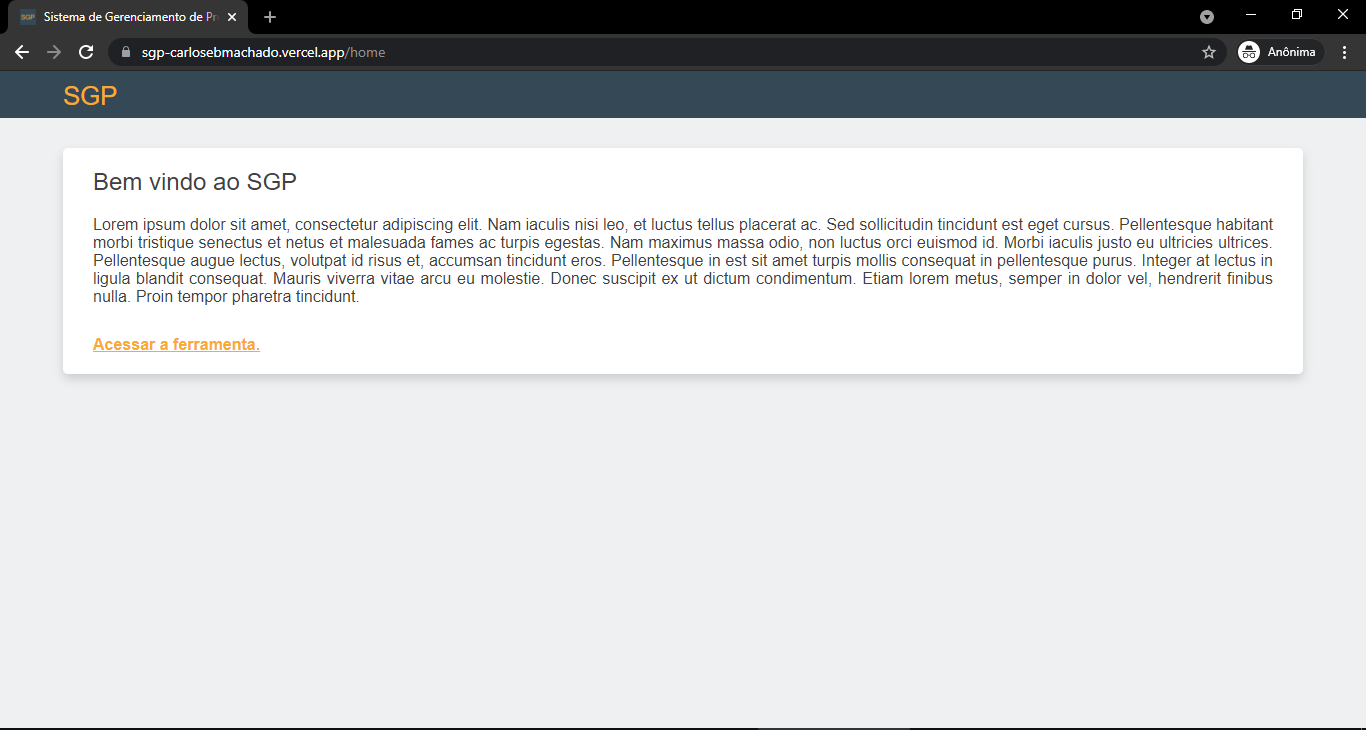 SGP Sistema de Gerenciamento de Pr
sgp-carlosebmachado.vercel.app/home Anônima
SGP
Bem vindo ao SGP
Lorem ipsum dolor sit amet, consectetur adipiscing elit. Nam iaculis nisi leo, et luctus tellus placerat ac. Sed sollicitudin tincidunt est eget cursus. Pellentesque habitant
morbi tristique senectus et netus et malesuada fames ac turpis egestas. Nam maximus massa odio, non luctus orci euismod id. Morbi iaculis justo eu ultricies ultrices.
Pellentesque augue lectus, volutpat id risus et, accumsan tincidunt eros. Pellentesque in est sit amet turpis mollis consequat in pellentesque purus. Integer at lectus in
ligula blandit consequat. Mauris viverra vitae arcu eu molestie. Donec suscipit ex ut dictum condimentum. Etiam lorem metus, semper in dolor vel, hendrerit finibus
nulla. Proin tempor pharetra tincidunt.
Acessar a ferramenta.